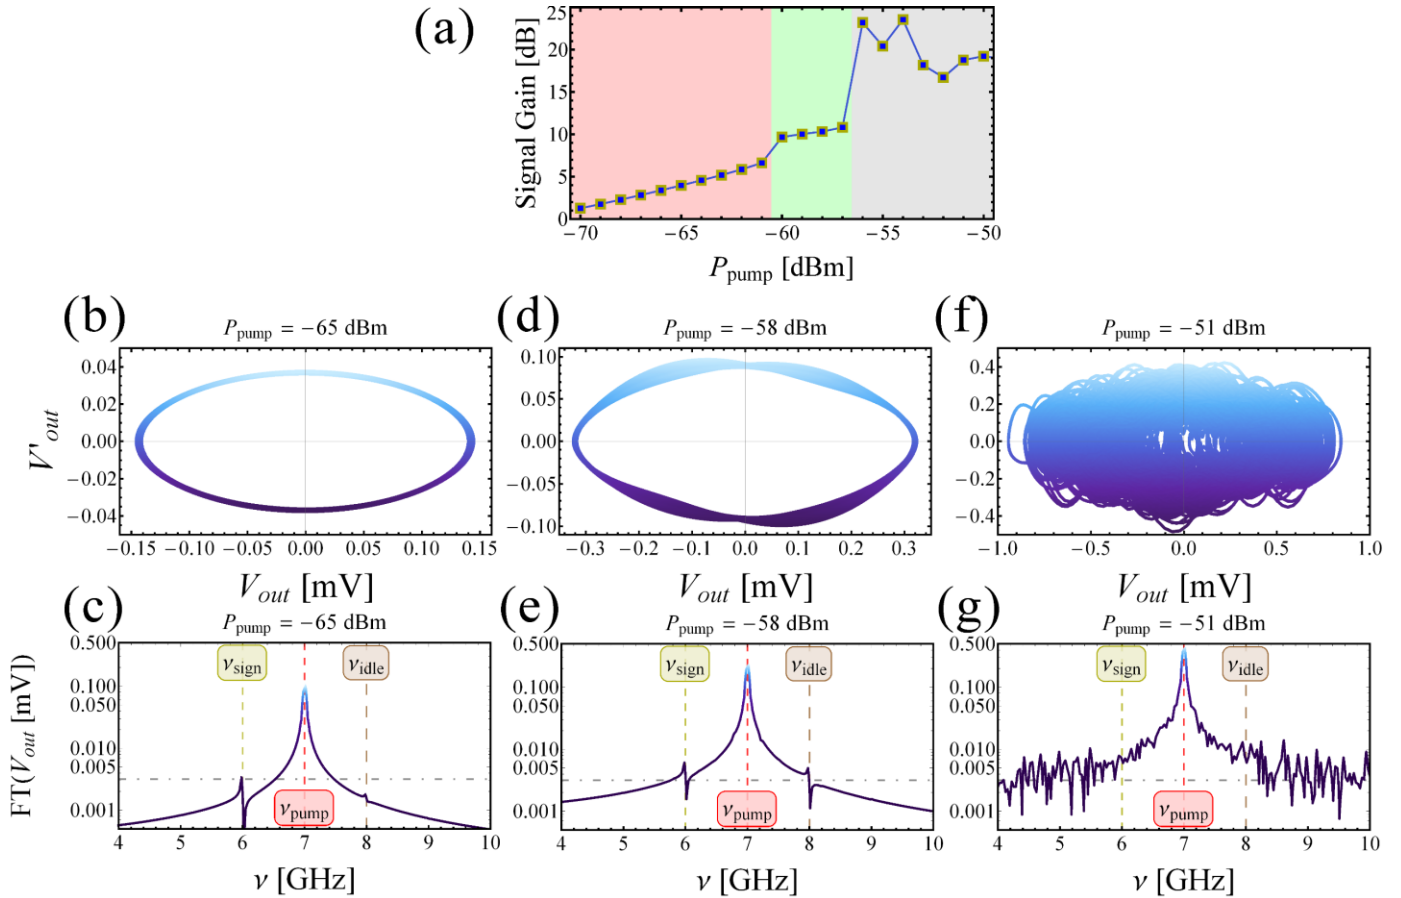 (a)
Signal Gain [dB]
25
20
15
10
5
0
−70 −65 −60 −55 −50
P_pump [dBm]
(b)
P_pump = −65 dBm
V'_out
0.04
0.02
0.00
−0.02
−0.04
−0.15 −0.10 −0.05 0.00 0.05 0.10 0.15
V_out [mV]
(d)
P_pump = −58 dBm
0.10
0.05
0.00
−0.05
−0.10
−0.3 −0.2 −0.1 0.0 0.1 0.2 0.3
V_out [mV]
(f)
P_pump = −51 dBm
0.4
0.2
0.0
−0.2
−0.4
−1.0 −0.5 0.0 0.5 1.0
V_out [mV]
(c)
P_pump = −65 dBm
FT(V_out [mV])
0.500
0.100
0.050
0.010
0.005
0.001
ν_sign
ν_idle
ν_pump
4 5 6 7 8 9 10
ν [GHz]
(e)
P_pump = −58 dBm
0.500
0.100
0.050
0.010
0.005
0.001
ν_sign
ν_idle
ν_pump
4 5 6 7 8 9 10
ν [GHz]
(g)
P_pump = −51 dBm
0.500
0.100
0.050
0.010
0.005
0.001
ν_sign
ν_idle
ν_pump
4 5 6 7 8 9 10
ν [GHz]